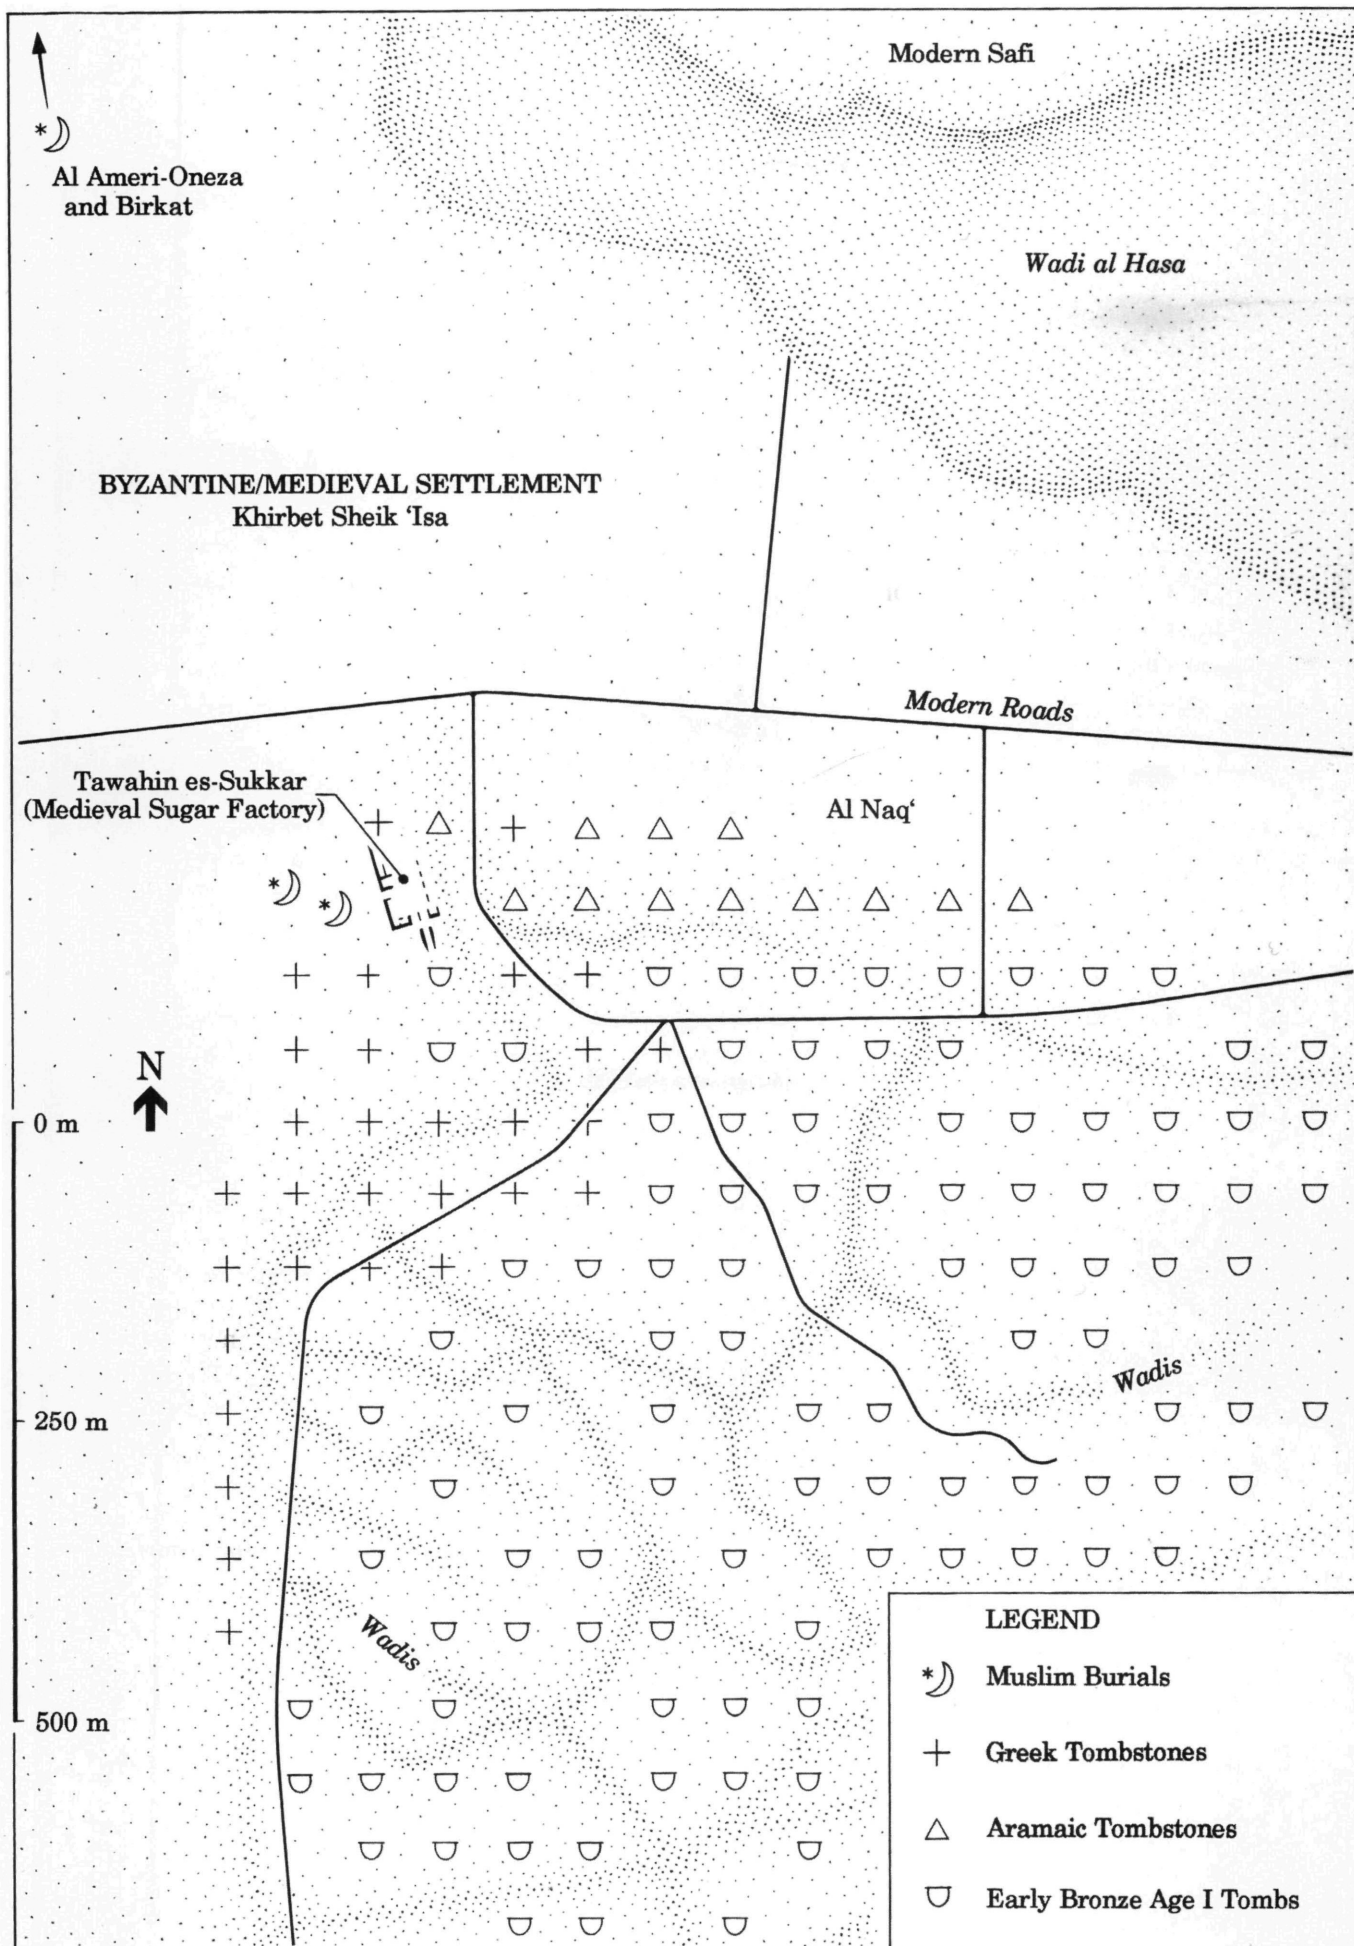 Modern Safi
Al Ameri-Oneza
and Birkat
Wadi al Hasa
BYZANTINE/MEDIEVAL SETTLEMENT
Khirbet Sheik ‘Isa
Modern Roads
Tawahin es-Sukkar
(Medieval Sugar Factory)
Al Naq‘
N
0 m
Wadis
250 m
Wadis
500 m
LEGEND
Muslim Burials
Greek Tombstones
Aramaic Tombstones
Early Bronze Age I Tombs